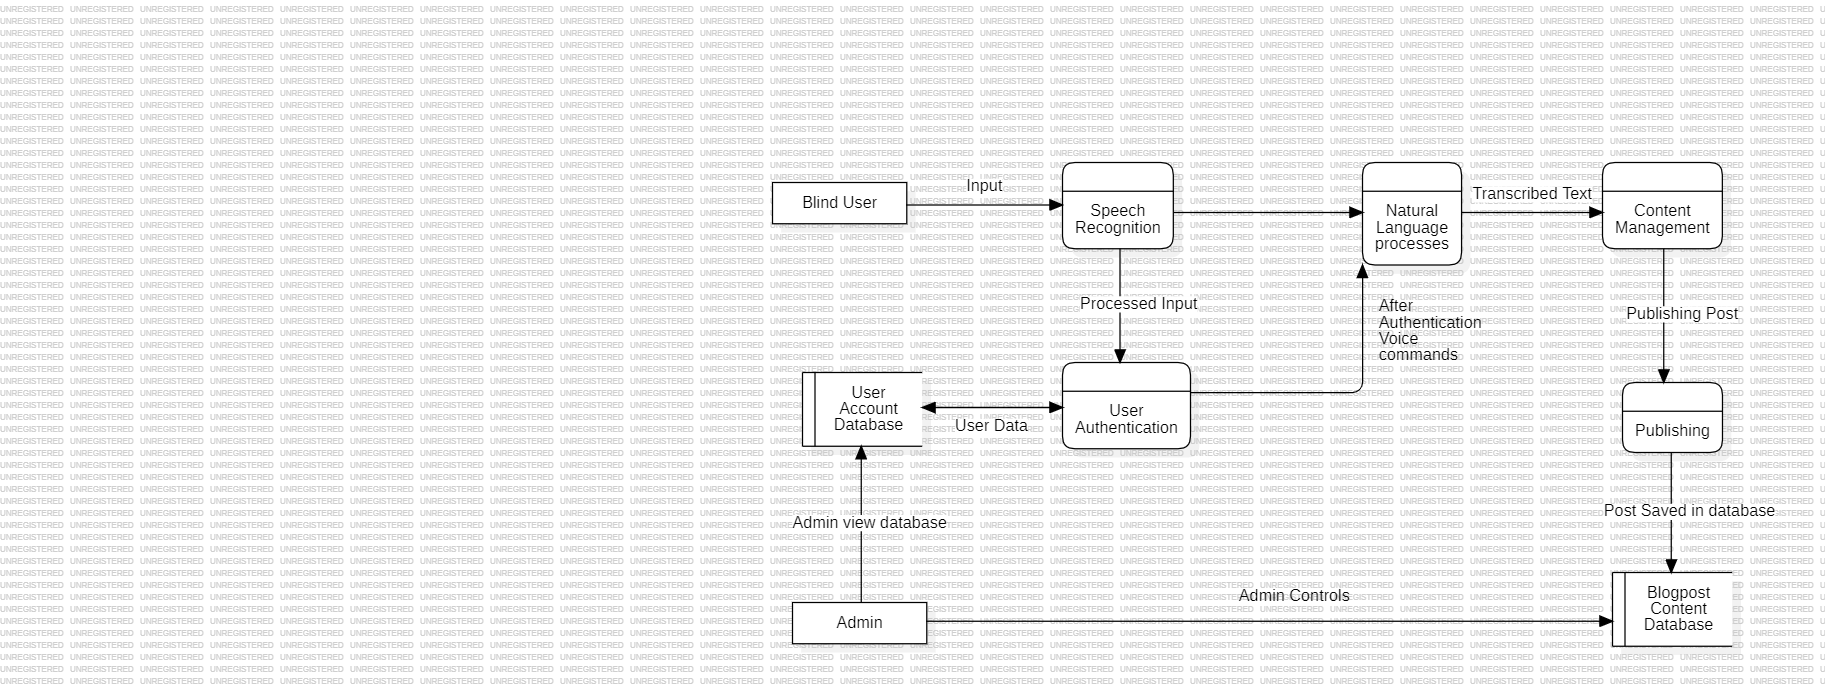 Blind User
Input
Speech
Recognition
Natural
Language
processes
Transcribed Text
Content
Management
Processed Input
After
Authentication
Voice
commands
Publishing Post
User
Account
Database
User Data
User
Authentication
Publishing
Admin view database
Post Saved in database
Admin
Admin Controls
Blogpost
Content
Database
UNREGISTERED